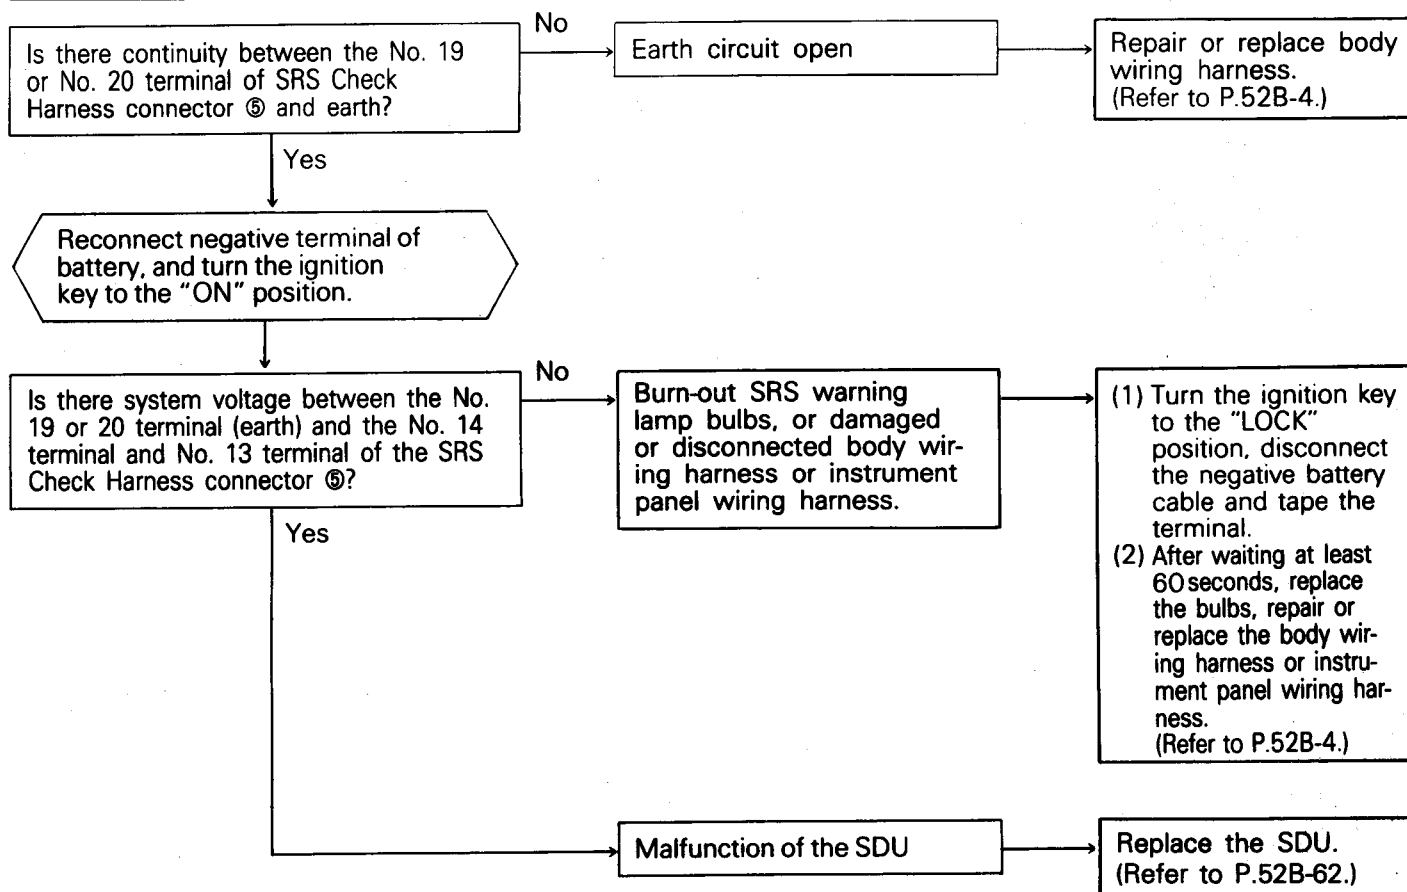 Is there continuity between the No. 19
or No. 20 terminal of SRS Check
Harness connector ⑤ and earth?
No
Earth circuit open
Repair or replace body
wiring harness.
(Refer to P.52B-4.)
Yes
Reconnect negative terminal of
battery, and turn the ignition
key to the "ON" position.
Is there system voltage between the No.
19 or 20 terminal (earth) and the No. 14
terminal and No. 13 terminal of the SRS
Check Harness connector ⑤?
No
Burn-out SRS warning
lamp bulbs, or damaged
or disconnected body wir-
ing harness or instrument
panel wiring harness.
(1) Turn the ignition key
to the "LOCK"
position, disconnect
the negative battery
cable and tape the
terminal.
(2) After waiting at least
60 seconds, replace
the bulbs, repair or
replace the body wir-
ing harness or instru-
ment panel wiring har-
ness.
(Refer to P.52B-4.)
Yes
Malfunction of the SDU
Replace the SDU.
(Refer to P.52B-62.)